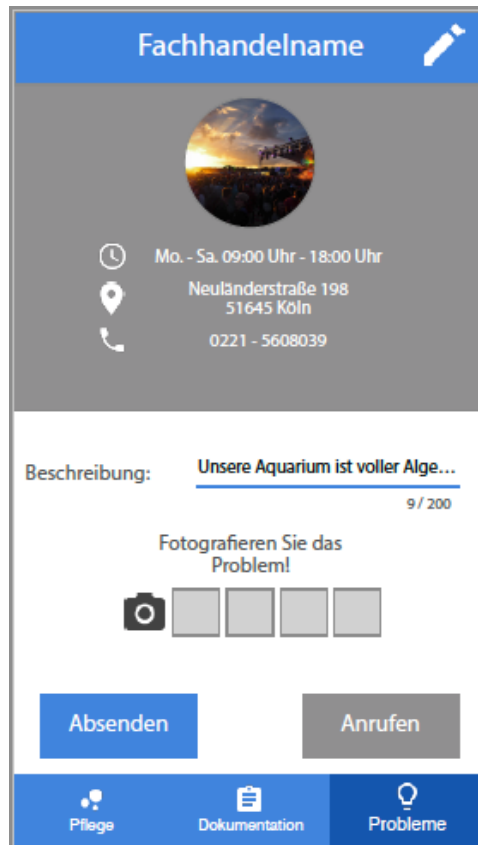 Fachhandelname
Mo. - Sa. 09:00 Uhr - 18:00 Uhr
Neuländerstraße 198
51645 Köln
0221 - 5608039
Beschreibung:
Unsere Aquarium ist voller Alge...
9 / 200
Fotografieren Sie das
Problem!
Absenden
Anrufen
Pflege
Dokumentation
Probleme